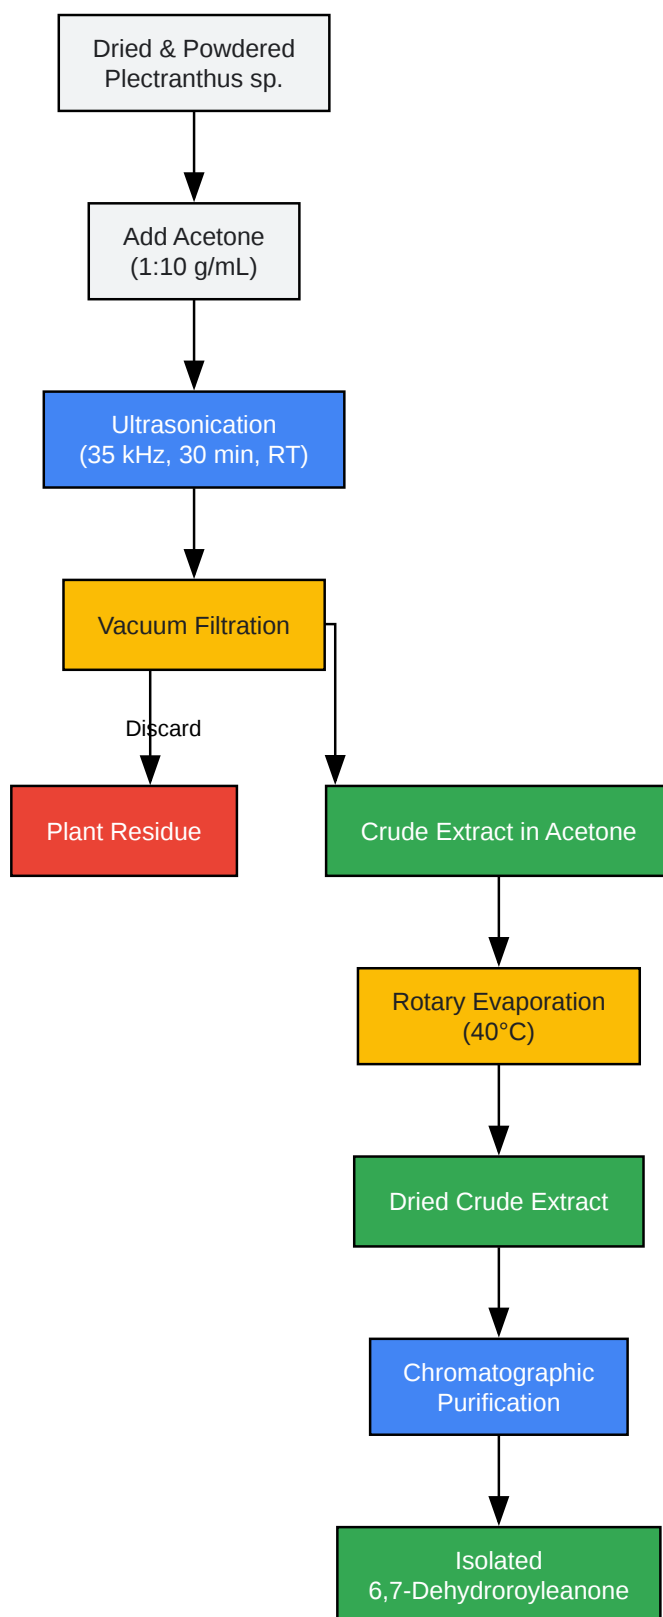 Dried & Powdered
Plectranthus sp.
Add Acetone
(1:10 g/mL)
Ultrasonication
(35 kHz, 30 min, RT)
Vacuum Filtration
Discard
Plant Residue
Crude Extract in Acetone
Rotary Evaporation
(40°C)
Dried Crude Extract
Chromatographic
Purification
Isolated
6,7-Dehydroroyleanone